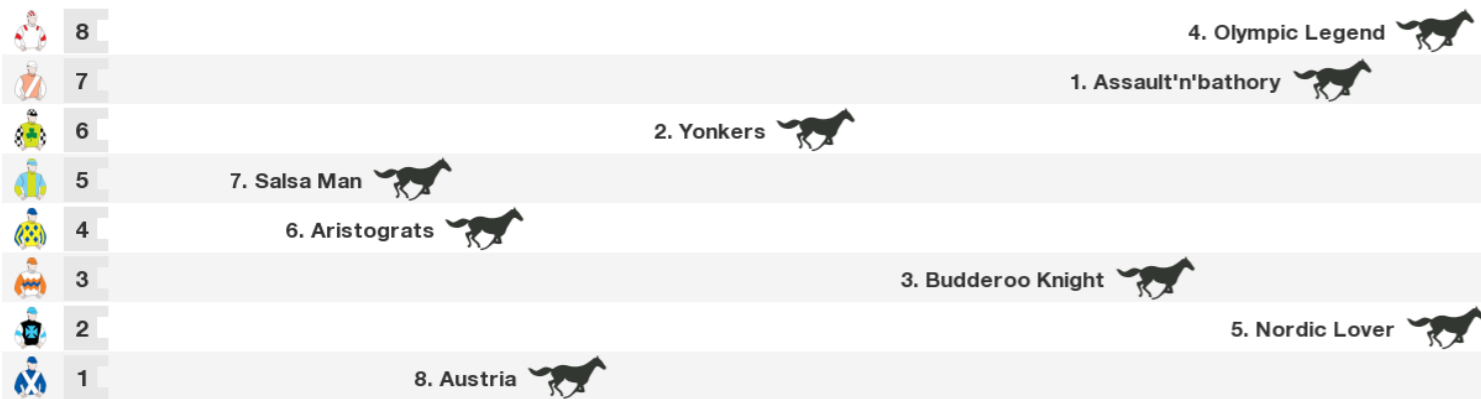 8 4. Olympic Legend
7 1. Assault'n'bathory
6 2. Yonkers
5 7. Salsa Man
4 6. Aristograts
3 3. Budderoo Knight
2 5. Nordic Lover
1 8. Austria